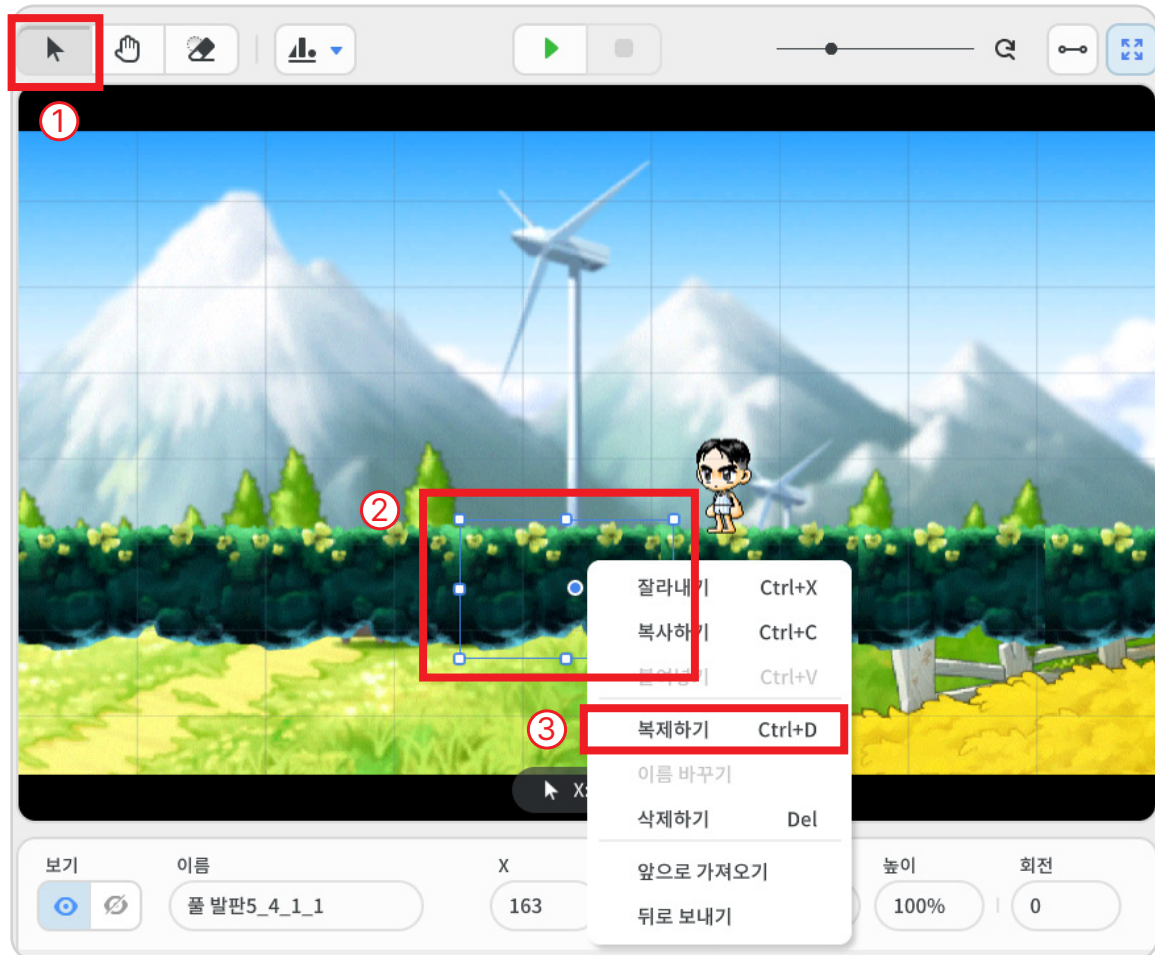 ①
②
잘라내기 Ctrl+X
복사하기 Ctrl+C
Ctrl+V
③
복제하기 Ctrl+D
이름 바꾸기
삭제하기 Del
앞으로 가져오기
뒤로 보내기
X:
보기 이름 X 높이 회전
풀 발판5_4_1_1 163 100% 0